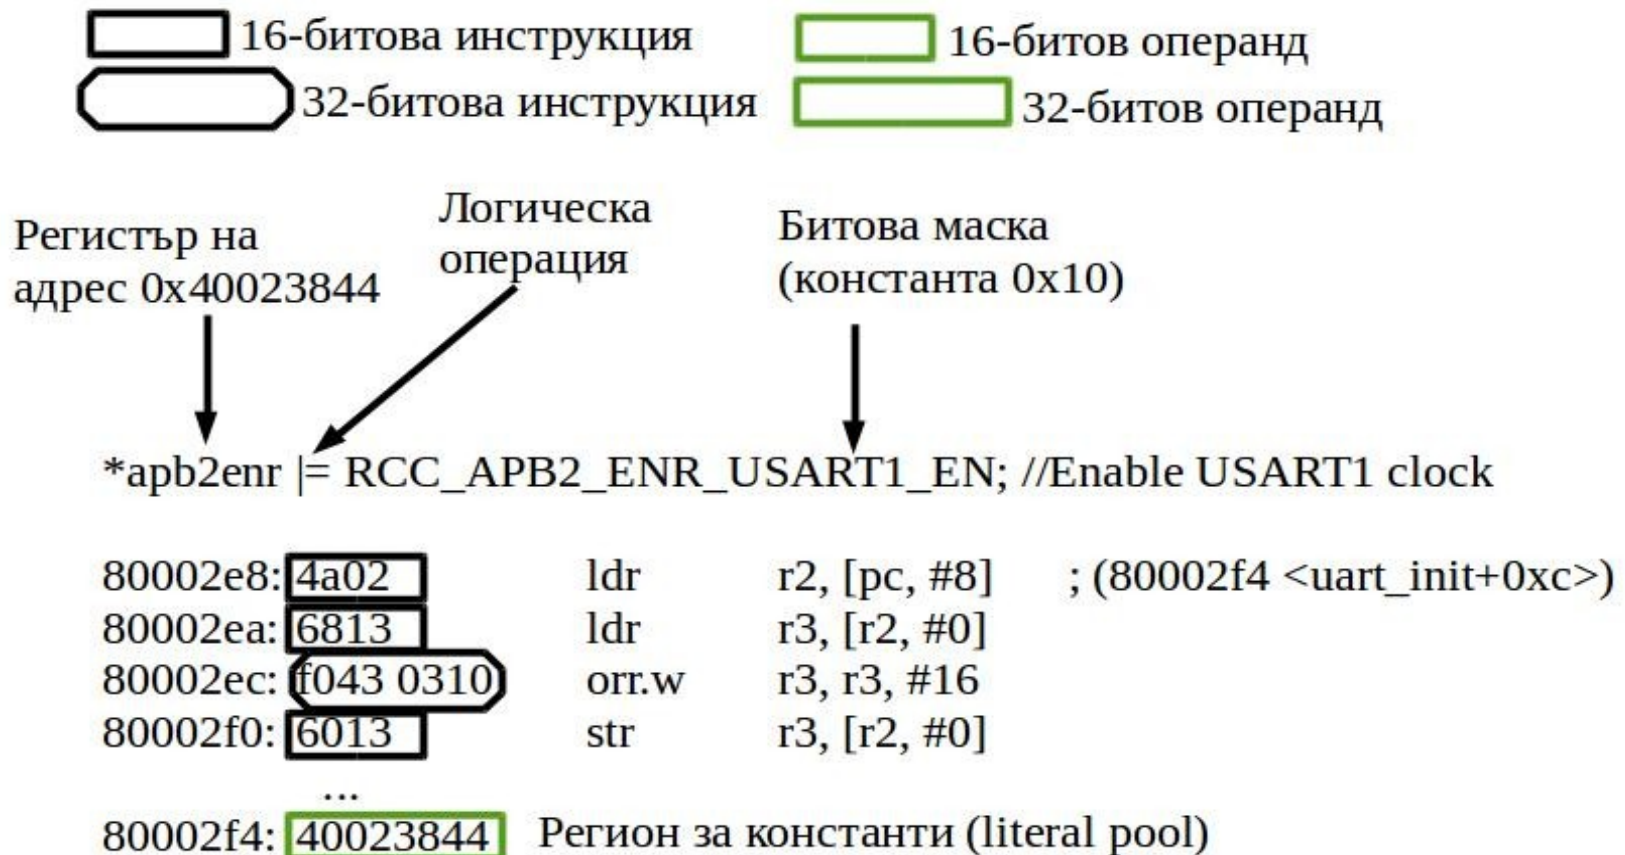 16-битова инструкция
16-битов операнд
32-битова инструкция
32-битов операнд
Регистър на
адрес 0x40023844
Логическа
операция
Битова маска
(константа 0x10)
*apb2enr |= RCC_APB2_ENR_USART1_EN; //Enable USART1 clock
80002e8: 4a02 ldr r2, [pc, #8] ; (80002f4 <uart_init+0xc>)
80002ea: 6813 ldr r3, [r2, #0]
80002ec: f043 0310 orr.w r3, r3, #16
80002f0: 6013 str r3, [r2, #0]
...
80002f4: 40023844 Регион за константи (literal pool)